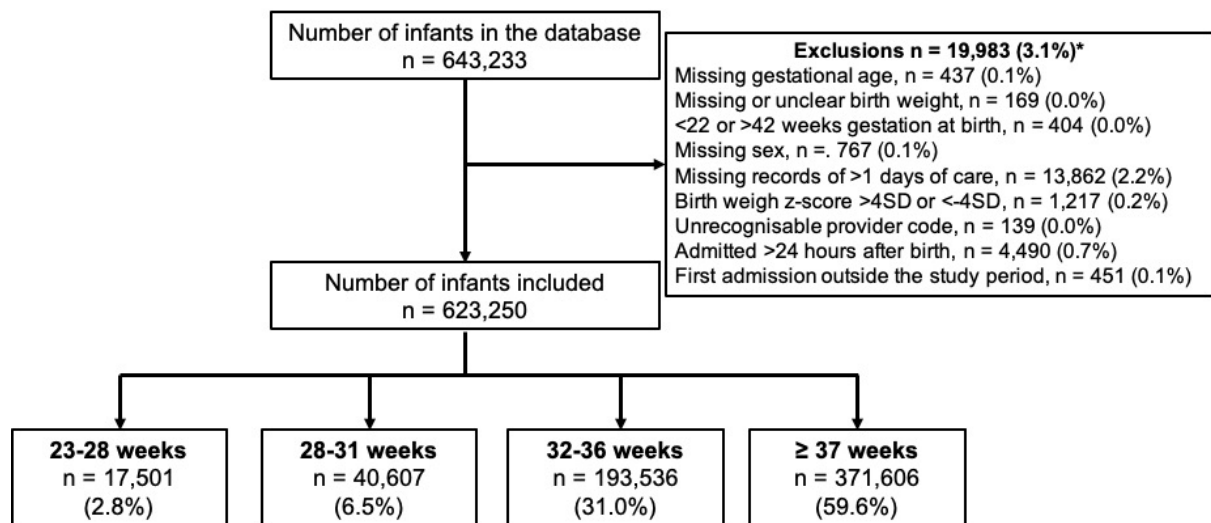 Number of infants in the database
n = 643,233
Exclusions n = 19,983 (3.1%)*
Missing gestational age, n = 437 (0.1%)
Missing or unclear birth weight, n = 169 (0.0%)
<22 or >42 weeks gestation at birth, n = 404 (0.0%)
Missing sex, n =. 767 (0.1%)
Missing records of >1 days of care, n = 13,862 (2.2%)
Birth weigh z-score >4SD or <-4SD, n = 1,217 (0.2%)
Unrecognisable provider code, n = 139 (0.0%)
Admitted >24 hours after birth, n = 4,490 (0.7%)
First admission outside the study period, n = 451 (0.1%)
Number of infants included
n = 623,250
23-28 weeks
n = 17,501
(2.8%)
28-31 weeks
n = 40,607
(6.5%)
32-36 weeks
n = 193,536
(31.0%)
≥ 37 weeks
n = 371,606
(59.6%)